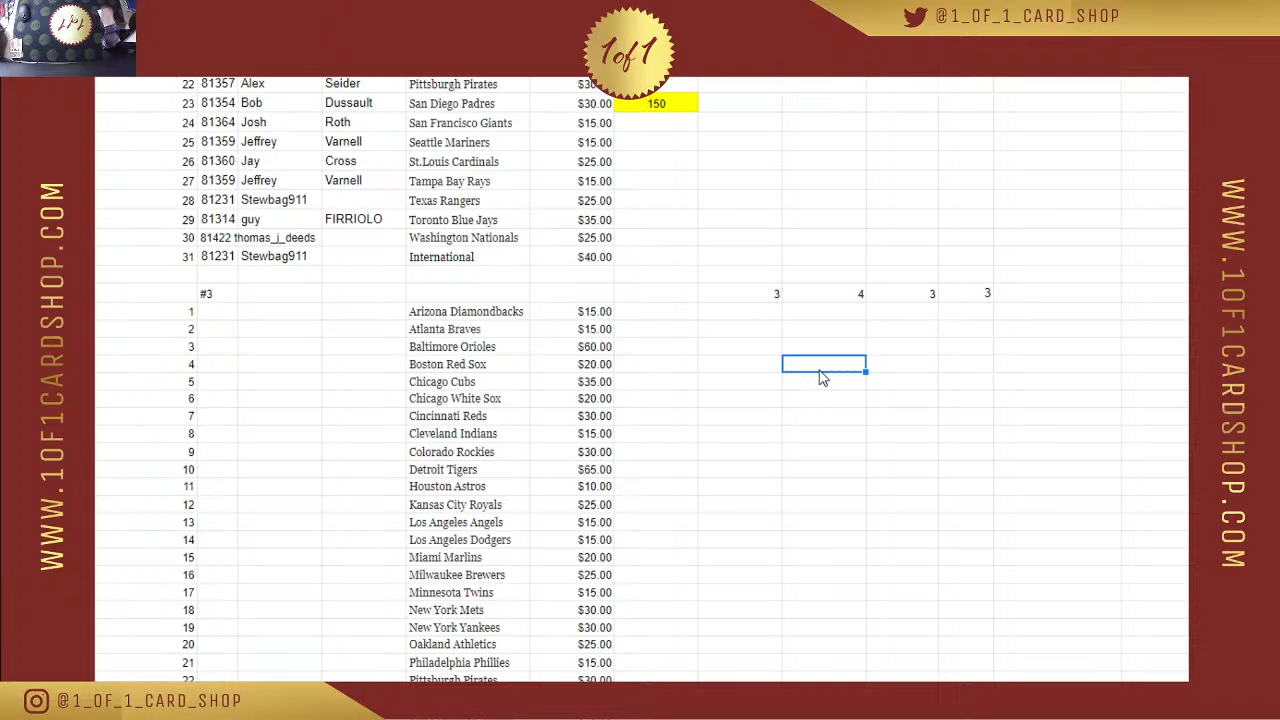 @1_OF_1_CARD_SHOP
1of1
1of1
22 81357 Alex Seider Pittsburgh Pirates
23 81354 Bob Dussault San Diego Padres $30.00 150
24 81364 Josh Roth San Francisco Giants $15.00
25 81359 Jeffrey Varnell Seattle Mariners $15.00
26 81360 Jay Cross St.Louis Cardinals $25.00
27 81359 Jeffrey Varnell Tampa Bay Rays $15.00
28 81231 Stewbag911 Texas Rangers $25.00
29 81314 guy FIRRIOLO Toronto Blue Jays $35.00
30 81422 thomas_j_deeds Washington Nationals $25.00
31 81231 Stewbag911 International $40.00
#3 3 4 3 3
1 Arizona Diamondbacks $15.00
2 Atlanta Braves $15.00
3 Baltimore Orioles $60.00
4 Boston Red Sox $20.00
5 Chicago Cubs $35.00
6 Chicago White Sox $20.00
7 Cincinnati Reds $30.00
8 Cleveland Indians $15.00
9 Colorado Rockies $30.00
10 Detroit Tigers $65.00
11 Houston Astros $10.00
12 Kansas City Royals $25.00
13 Los Angeles Angels $15.00
14 Los Angeles Dodgers $15.00
15 Miami Marlins $20.00
16 Milwaukee Brewers $25.00
17 Minnesota Twins $15.00
18 New York Mets $30.00
19 New York Yankees $30.00
20 Oakland Athletics $25.00
21 Philadelphia Phillies $15.00
22 Pittsburgh Pirates $30.00
WWW.1OF1CARDSHOP.COM
WWW.1OF1CARDSHOP.COM
@1_OF_1_CARD_SHOP